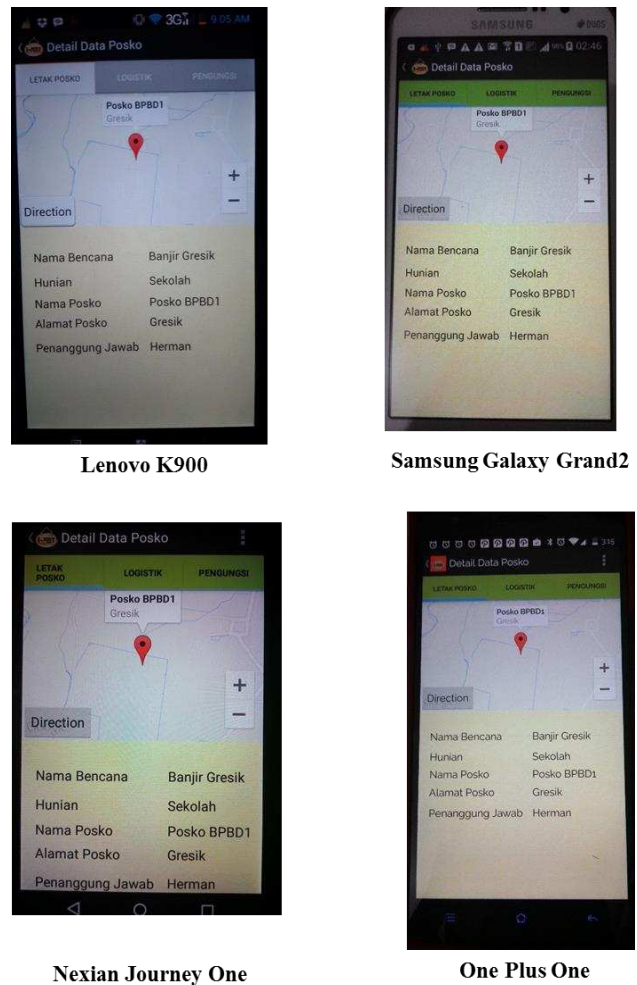 3G 9:05 AM
Detail Data Posko
LETAK POSKO LOGISTIK PENGUNGSI
Posko BPBD1
Gresik
+
−
Direction
Nama Bencana Banjir Gresik
Hunian Sekolah
Nama Posko Posko BPBD1
Alamat Posko Gresik
Penanggung Jawab Herman
Lenovo K900
SAMSUNG DUOS
98% 02:46
Detail Data Posko
LETAK POSKO LOGISTIK PENGUNGSI
Posko BPBD1
Gresik
+
−
Direction
Nama Bencana Banjir Gresik
Hunian Sekolah
Nama Posko Posko BPBD1
Alamat Posko Gresik
Penanggung Jawab Herman
Samsung Galaxy Grand2
Detail Data Posko
LETAK
POSKO LOGISTIK PENGUNGSI
Posko BPBD1
Gresik
+
−
Direction
Nama Bencana Banjir Gresik
Hunian Sekolah
Nama Posko Posko BPBD1
Alamat Posko Gresik
Penanggung Jawab Herman
Nexian Journey One
3:15
Detail Data Posko
LETAK POSKO LOGISTIK PENGUNGSI
Posko BPBD1
Gresik
+
−
Direction
Nama Bencana Banjir Gresik
Hunian Sekolah
Nama Posko Posko BPBD1
Alamat Posko Gresik
Penanggung Jawab Herman
One Plus One